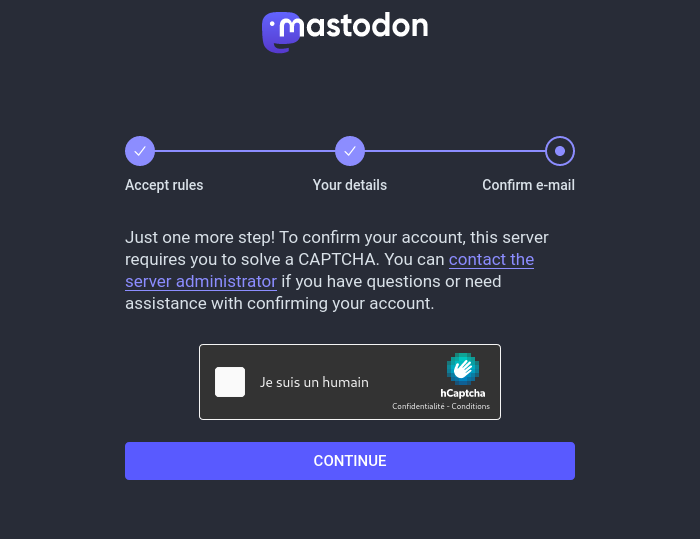 mastodon
Accept rules
Your details
Confirm e-mail
Just one more step! To confirm your account, this server
requires you to solve a CAPTCHA. You can contact the
server administrator if you have questions or need
assistance with confirming your account.
Je suis un humain
hCaptcha
Confidentialité - Conditions
CONTINUE